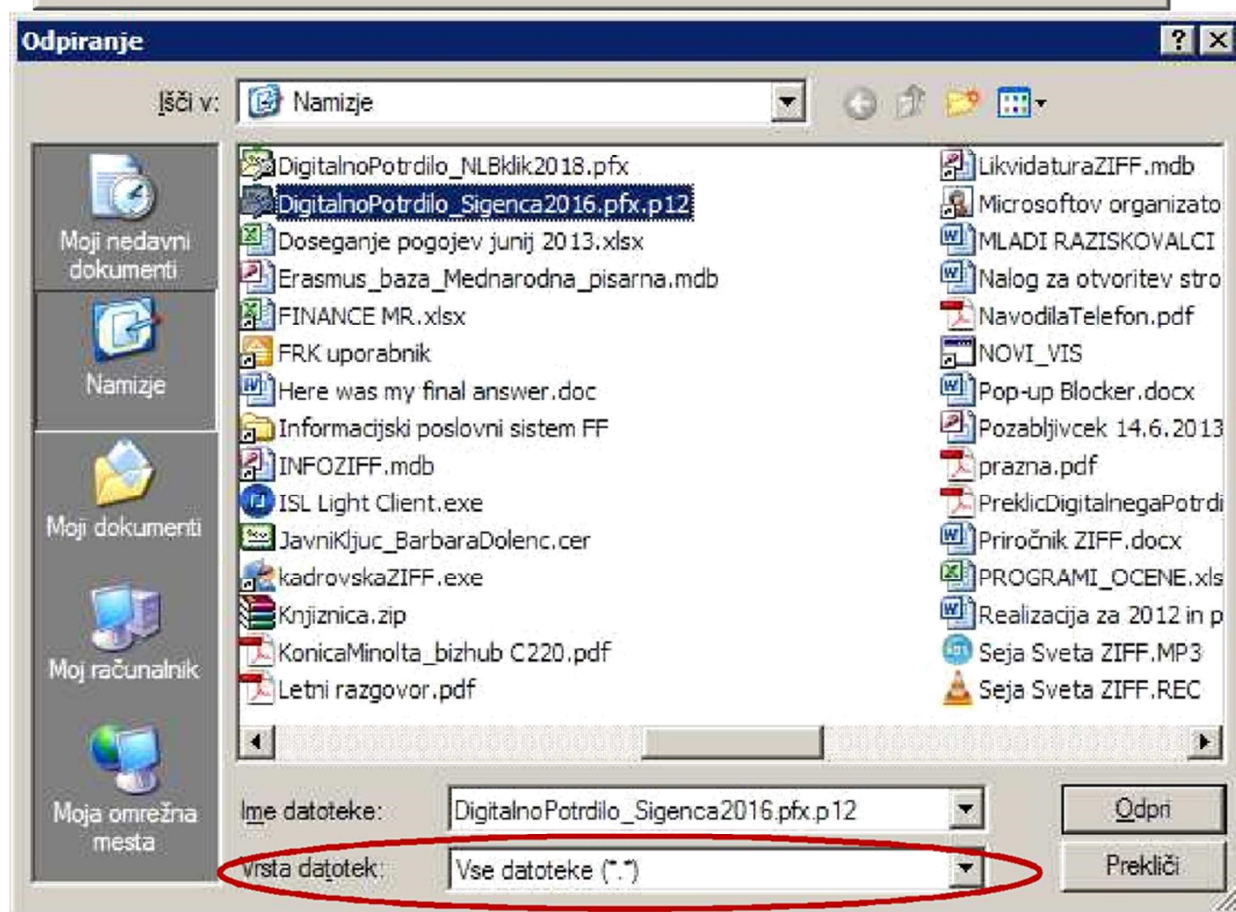 Odpiranje
Išči v:
Namizje
Moji nedavni
dokumenti
Namizje
Moji dokumenti
Moj računalnik
Moja omrežna
mesta
DigitalnoPotrdilo_NLBklik2018.pfx
DigitalnoPotrdilo_Sigenca2016.pfx.p12
Doseganje pogojev junij 2013.xlsx
Erasmus_baza_Mednarodna_pisarna.mdb
FINANCE MR.xlsx
FRK uporabnik
Here was my final answer.doc
Informacijski poslovni sistem FF
INFOZIFF.mdb
ISL Light Client.exe
JavniKljuc_BarbaraDolenc.cer
kadrovskaZIFF.exe
Knjiznica.zip
KonicaMinolta_bizhub C220.pdf
Letni razgovor.pdf
LikvidaturaZIFF.mdb
Microsoftov organizato
MLADI RAZISKOVALCI
Nalog za otvoritev stro
NavodilaTelefon.pdf
NOVI_VIS
Pop-up Blocker.docx
Pozabljivcek 14.6.2013
prazna.pdf
PreklicDigitalnegaPotrdi
Priročnik ZIFF.docx
PROGRAMI_OCENE.xls
Realizacija za 2012 in p
Seja Sveta ZIFF.MP3
Seja Sveta ZIFF.REC
Ime datoteke:
DigitalnoPotrdilo_Sigenca2016.pfx.p12
Odpri
Vrsta datotek:
Vse datoteke (*.*)
Prekliči